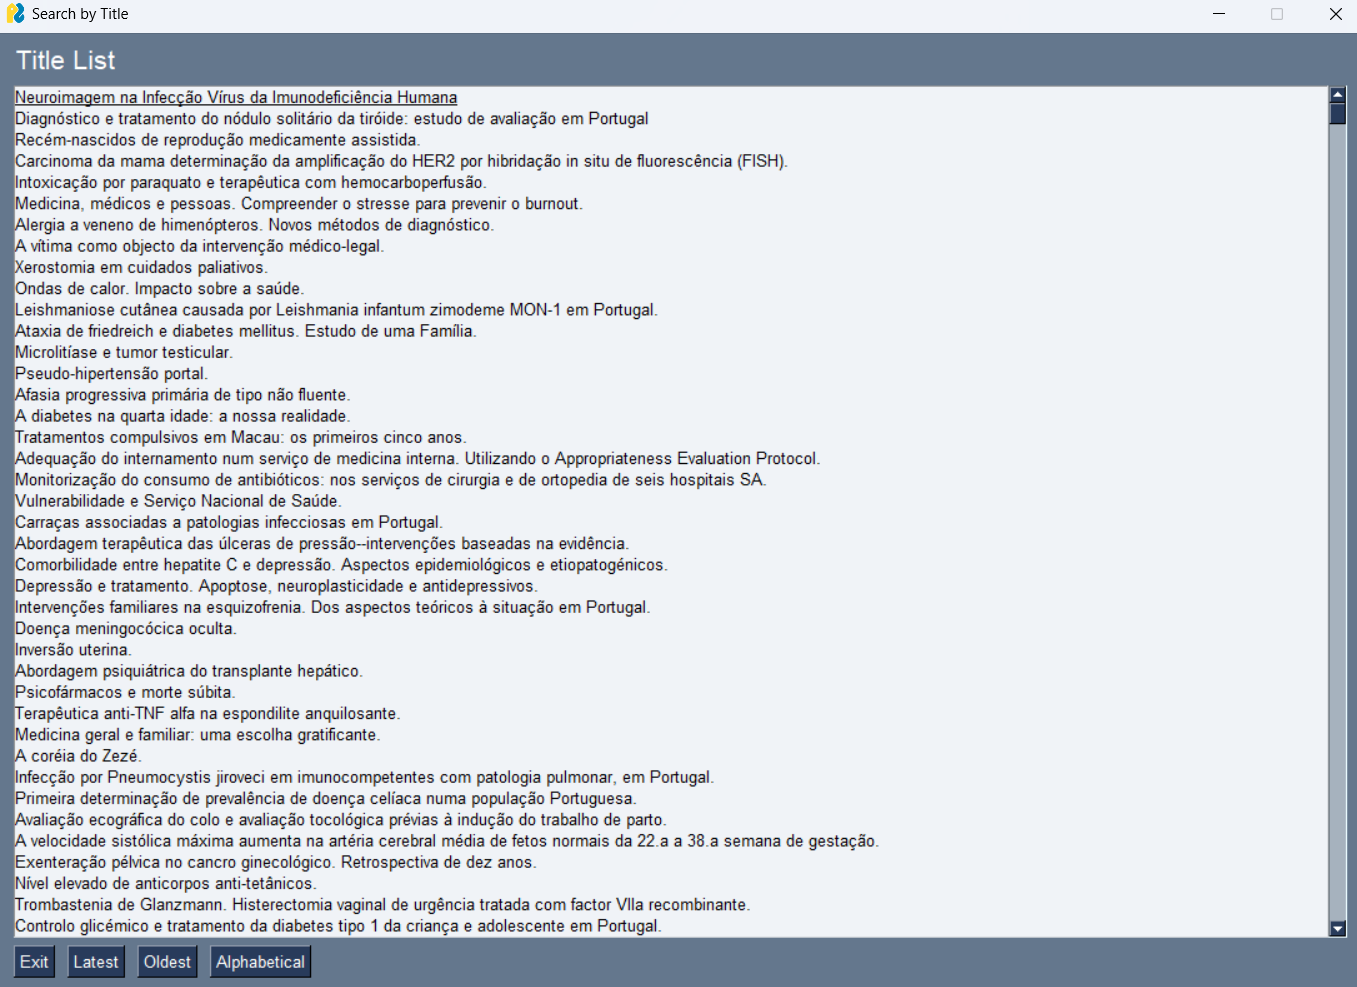 Search by Title
Title List
Neuroimagem na Infecção Vírus da Imunodeficiência Humana
Diagnóstico e tratamento do nódulo solitário da tiróide: estudo de avaliação em Portugal
Recém-nascidos de reprodução medicamente assistida.
Carcinoma da mama determinação da amplificação do HER2 por hibridação in situ de fluorescência (FISH).
Intoxicação por paraquato e terapêutica com hemocarboperfusão.
Medicina, médicos e pessoas. Compreender o stresse para prevenir o burnout.
Alergia a veneno de himenópteros. Novos métodos de diagnóstico.
A vítima como objecto da intervenção médico-legal.
Xerostomia em cuidados paliativos.
Ondas de calor. Impacto sobre a saúde.
Leishmaniose cutânea causada por Leishmania infantum zimodeme MON-1 em Portugal.
Ataxia de friedreich e diabetes mellitus. Estudo de uma Família.
Microlitíase e tumor testicular.
Pseudo-hipertensão portal.
Afasia progressiva primária de tipo não fluente.
A diabetes na quarta idade: a nossa realidade.
Tratamentos compulsivos em Macau: os primeiros cinco anos.
Adequação do internamento num serviço de medicina interna. Utilizando o Appropriateness Evaluation Protocol.
Monitorização do consumo de antibióticos: nos serviços de cirurgia e de ortopedia de seis hospitais SA.
Vulnerabilidade e Serviço Nacional de Saúde.
Carraças associadas a patologias infecciosas em Portugal.
Abordagem terapêutica das úlceras de pressão--intervenções baseadas na evidência.
Comorbilidade entre hepatite C e depressão. Aspectos epidemiológicos e etiopatogénicos.
Depressão e tratamento. Apoptose, neuroplasticidade e antidepressivos.
Intervenções familiares na esquizofrenia. Dos aspectos teóricos à situação em Portugal.
Doença meningocócica oculta.
Inversão uterina.
Abordagem psiquiátrica do transplante hepático.
Psicofármacos e morte súbita.
Terapêutica anti-TNF alfa na espondilite anquilosante.
Medicina geral e familiar: uma escolha gratificante.
A coréia do Zezé.
Infecção por Pneumocystis jiroveci em imunocompetentes com patologia pulmonar, em Portugal.
Primeira determinação de prevalência de doença celíaca numa população Portuguesa.
Avaliação ecográfica do colo e avaliação tocológica prévias à indução do trabalho de parto.
A velocidade sistólica máxima aumenta na artéria cerebral média de fetos normais da 22.a a 38.a semana de gestação.
Exenteração pélvica no cancro ginecológico. Retrospectiva de dez anos.
Nível elevado de anticorpos anti-tetânicos.
Trombastenia de Glanzmann. Histerectomia vaginal de urgência tratada com factor VIIa recombinante.
Controlo glicémico e tratamento da diabetes tipo 1 da criança e adolescente em Portugal.
Exit Latest Oldest Alphabetical